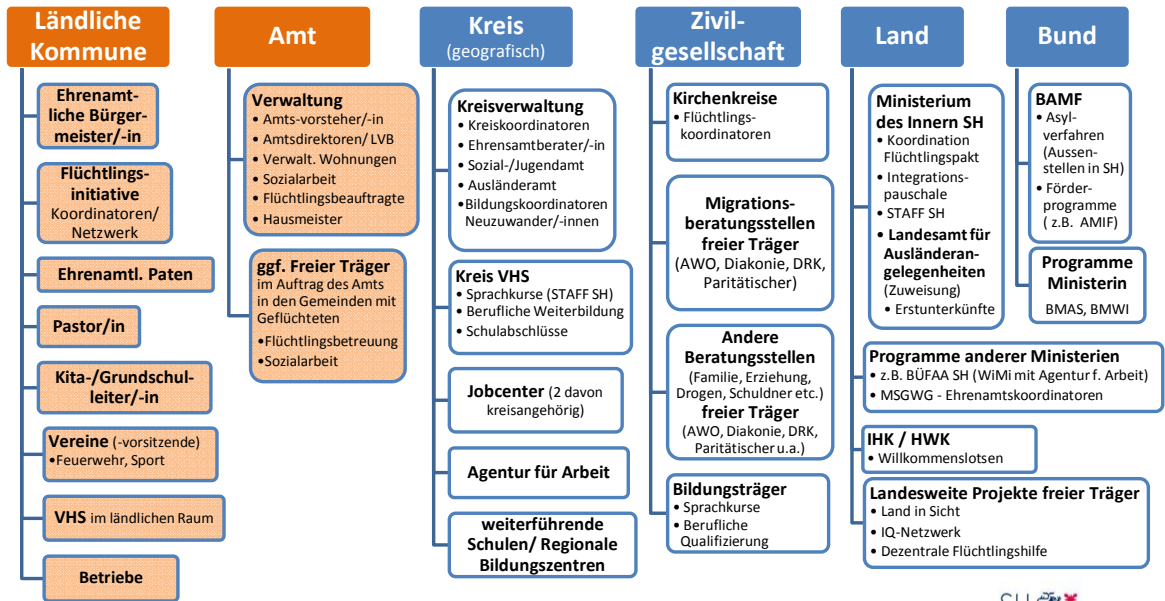 Ländliche
Kommune
Ehrenamt-
liche Bürger-
meister/-in
Flüchtlings-
initiative
Koordinatoren/
Netzwerk
Ehrenamtl. Paten
Pastor/in
Kita-/Grundschul-
leiter/-in
Vereine (-vorsitzende)
•Feuerwehr, Sport
VHS im ländlichen Raum
Betriebe
Amt
Verwaltung
• Amts-vorsteher/-in
• Amtsdirektoren/ LVB
• Verwalt. Wohnungen
• Sozialarbeit
• Flüchtlingsbeauftragte
• Hausmeister
ggf. Freier Träger
im Auftrag des Amts
in den Gemeinden mit
Geflüchteten
•Flüchtlingsbetreuung
•Sozialarbeit
Kreis
(geografisch)
Kreisverwaltung
• Kreiskoordinatoren
• Ehrensamtberater/-in
• Sozial-/Jugendamt
• Ausländeramt
•Bildungskoordinatoren
Neuzuwander/-innen
Kreis VHS
• Sprachkurse (STAFF SH)
• Berufliche Weiterbildung
• Schulabschlüsse
Jobcenter (2 davon
kreisangehörig)
Agentur für Arbeit
weiterführende
Schulen/ Regionale
Bildungszentren
Zivil-
gesellschaft
Kirchenkreise
• Flüchtlings-
koordinatoren
Migrations-
beratungsstellen
freier Träger
(AWO, Diakonie, DRK,
Paritätischer)
Andere
Beratungsstellen
(Familie, Erziehung,
Drogen, Schuldner etc.)
freier Träger
(AWO, Diakonie, DRK,
Paritätischer u.a.)
Bildungsträger
• Sprachkurse
• Berufliche
Qualifizierung
Land
Ministerium
des Innern SH
• Koordination
Flüchtlingspakt
• Integrations-
pauschale
• STAFF SH
• Landesamt für
Ausländeran-
gelegenheiten
(Zuweisung)
• Erstunterkünfte
Programme anderer Ministerien
• z.B. BÜFAA SH (WiMi mit Agentur f. Arbeit)
• MSGWG - Ehrenamtskoordinatoren
IHK / HWK
• Willkommenslotsen
Landesweite Projekte freier Träger
• Land in Sicht
• IQ-Netzwerk
• Dezentrale Flüchtlingshilfe
Bund
BAMF
• Asyl-
verfahren
(Aussen-
stellen in SH)
• Förder-
programme
( z.B. AMIF)
Programme
Ministerin
BMAS, BMWI